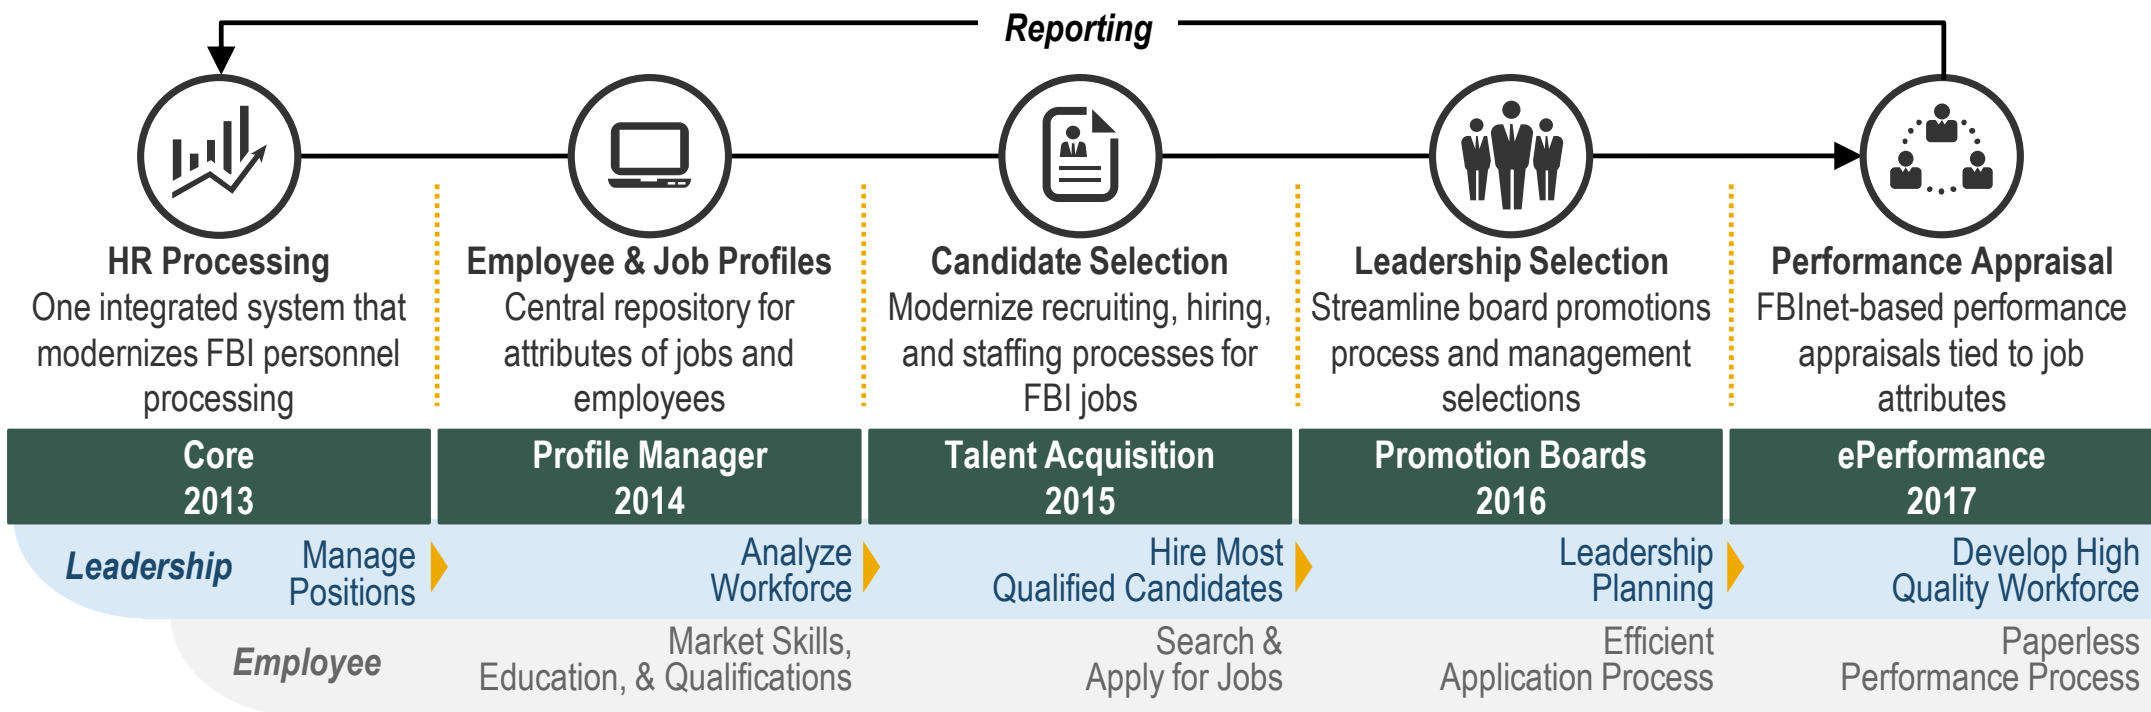 Reporting
HR Processing
One integrated system that
modernizes FBI personnel
processing
Employee & Job Profiles
Central repository for
attributes of jobs and
employees
Candidate Selection
Modernize recruiting, hiring,
and staffing processes for
FBI jobs
Leadership Selection
Streamline board promotions
process and management
selections
Performance Appraisal
FBInet-based performance
appraisals tied to job
attributes
Core
2013
Profile Manager
2014
Talent Acquisition
2015
Promotion Boards
2016
ePerformance
2017
Leadership
Manage
Positions
Analyze
Workforce
Hire Most
Qualified Candidates
Leadership
Planning
Develop High
Quality Workforce
Employee
Market Skills,
Education, & Qualifications
Search &
Apply for Jobs
Efficient
Application Process
Paperless
Performance Process